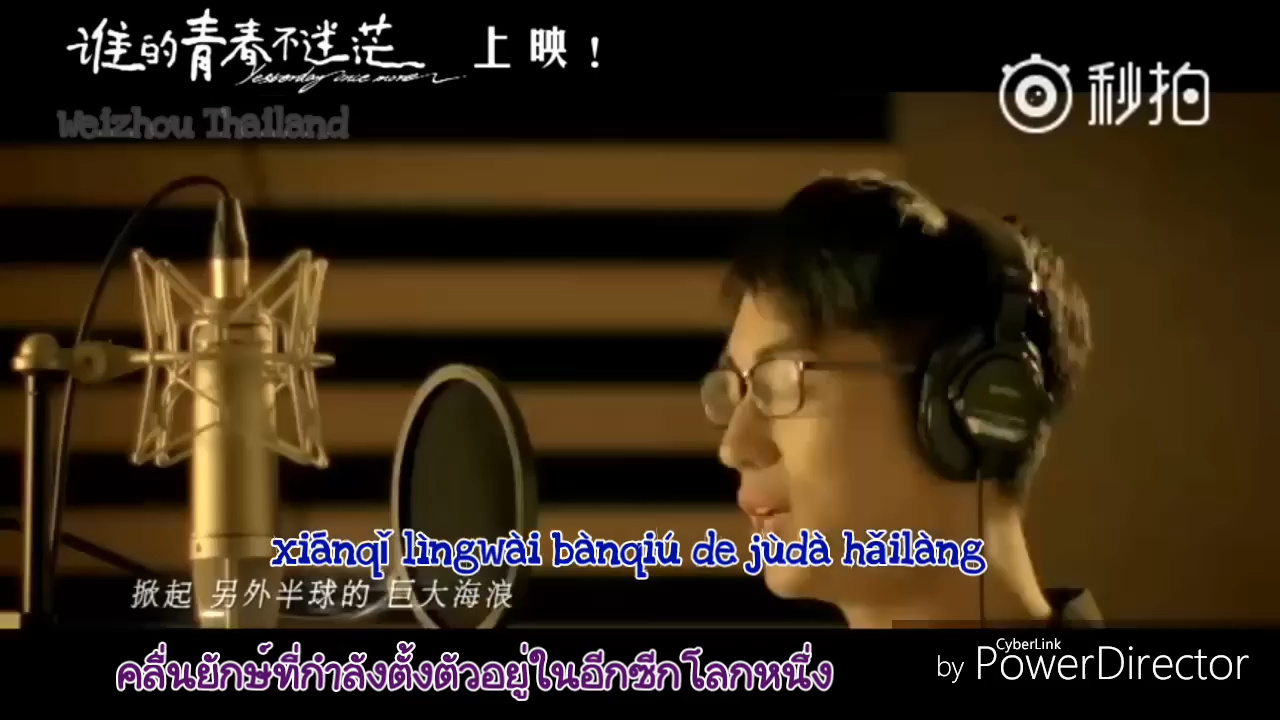 谁的青春不迷茫 上映！
Yesterday once more
秒拍
Weizhou Thailand
xiānqǐ lìngwài bànqiú de jùdà hǎilàng
掀起 另外半球的 巨大海浪
คลื่นยักษ์ที่กำลังตั้งตัวอยู่ในอีกซีกโลกหนึ่ง
CyberLink
by PowerDirector